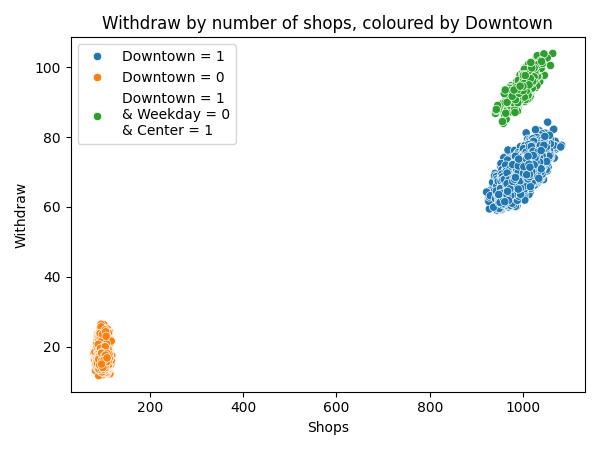 Withdraw by number of shops, coloured by Downtown
Downtown = 1
Downtown = 0
Downtown = 1
& Weekday = 0
& Center = 1
Withdraw
100
80
60
40
20
200
400
600
800
1000
Shops